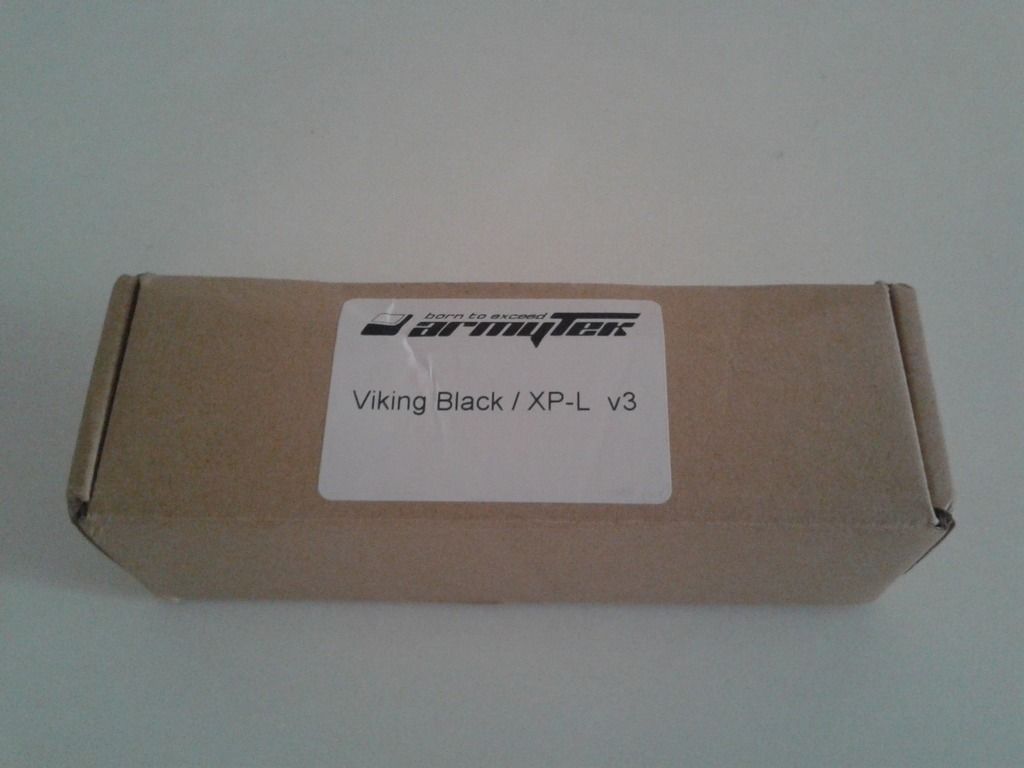 born to exceed
armyTek
Viking Black / XP-L v3